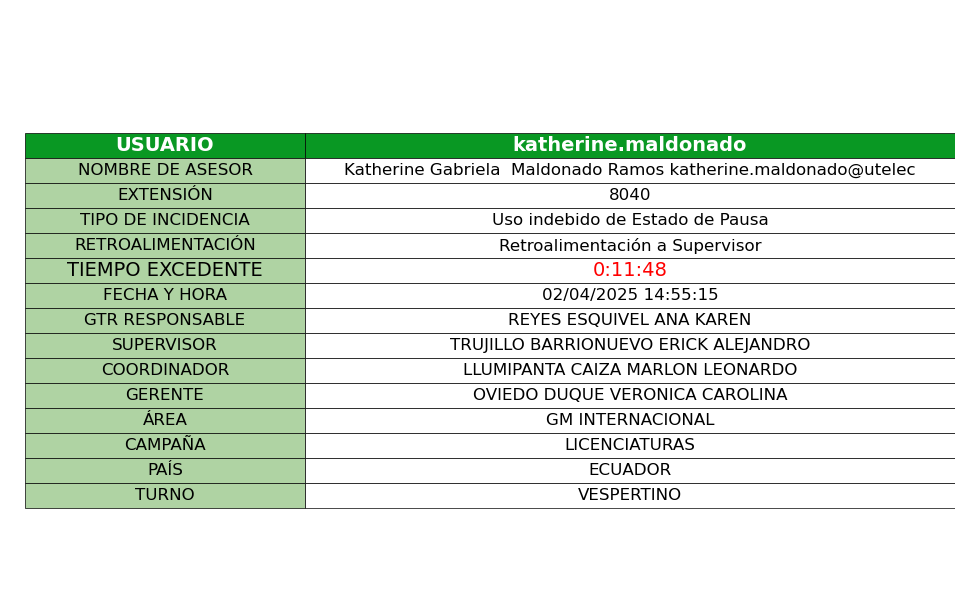 USUARIO katherine.maldonado
NOMBRE DE ASESOR Katherine Gabriela  Maldonado Ramos katherine.maldonado@utelec
EXTENSIÓN 8040
TIPO DE INCIDENCIA Uso indebido de Estado de Pausa
RETROALIMENTACIÓN Retroalimentación a Supervisor
TIEMPO EXCEDENTE 0:11:48
FECHA Y HORA 02/04/2025 14:55:15
GTR RESPONSABLE REYES ESQUIVEL ANA KAREN
SUPERVISOR TRUJILLO BARRIONUEVO ERICK ALEJANDRO
COORDINADOR LLUMIPANTA CAIZA MARLON LEONARDO
GERENTE OVIEDO DUQUE VERONICA CAROLINA
ÁREA GM INTERNACIONAL
CAMPAÑA LICENCIATURAS
PAÍS ECUADOR
TURNO VESPERTINO